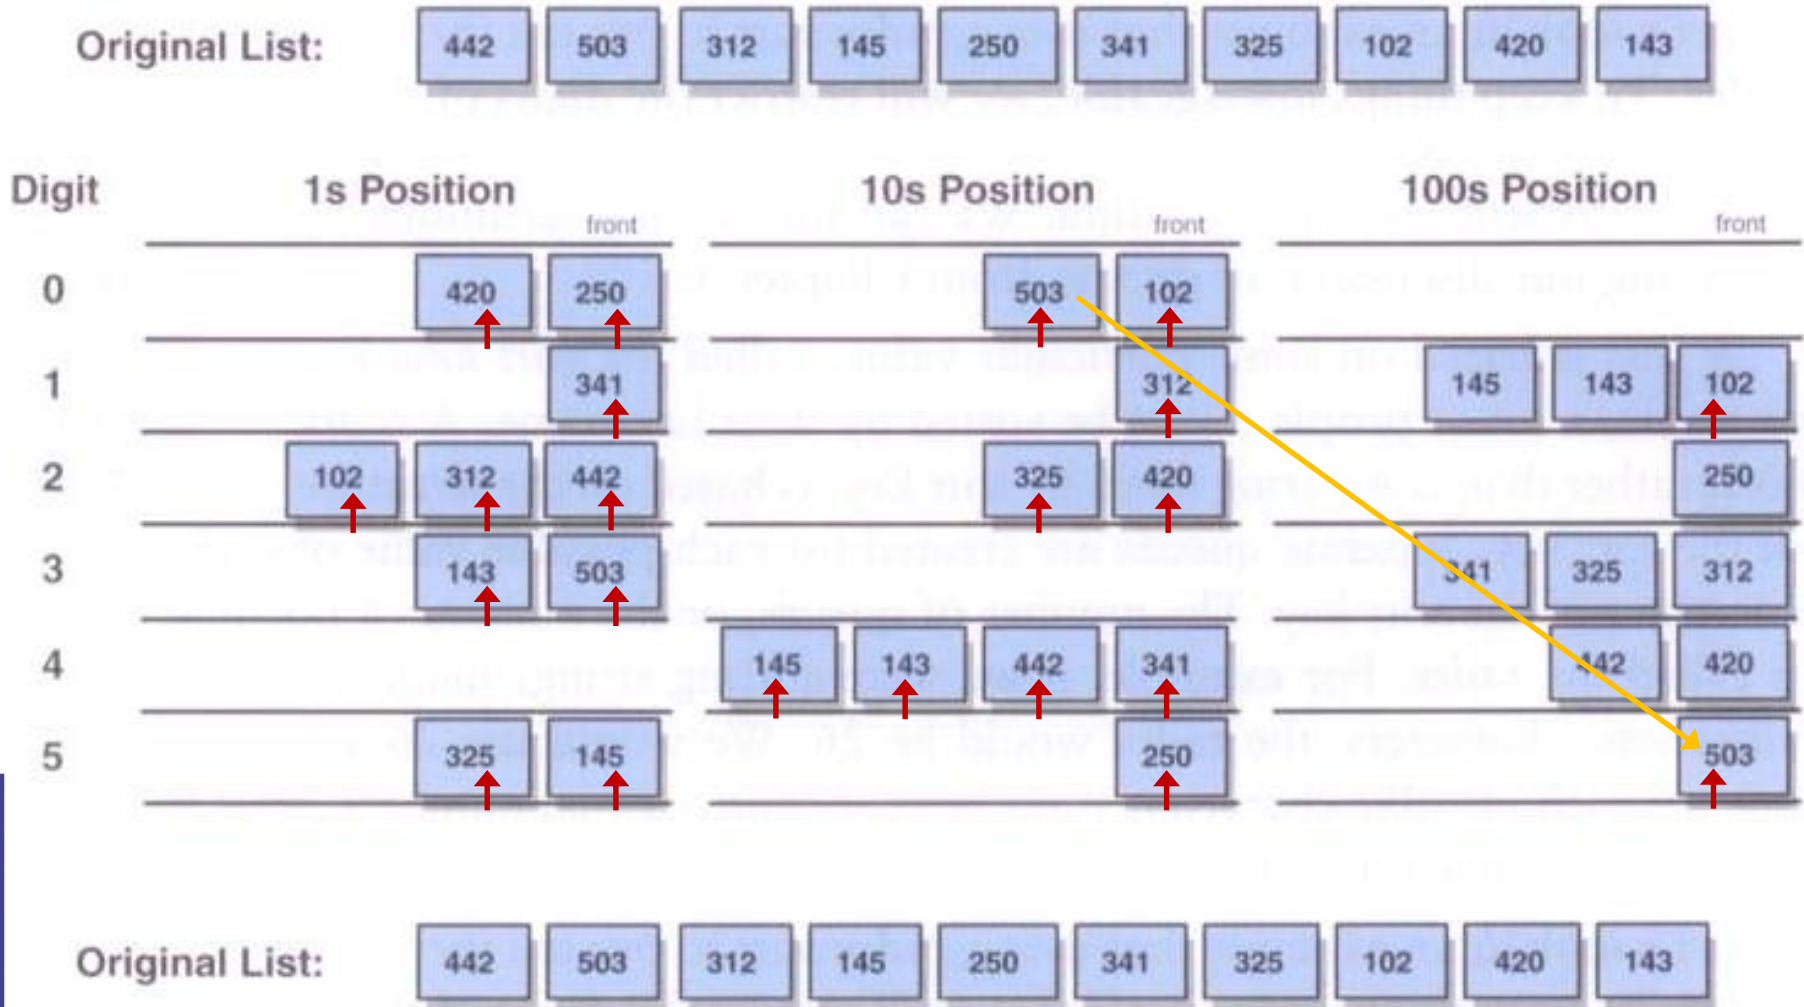 Original List: 442 503 312 145 250 341 325 102 420 143
Digit 1s Position 10s Position 100s Position
front front front
0 420 250 503 102
1 341 312 145 143 102
2 102 312 442 325 420 250
3 143 503 341 325 312
4 145 143 442 341 442 420
5 325 145 250 503
Original List: 442 503 312 145 250 341 325 102 420 143